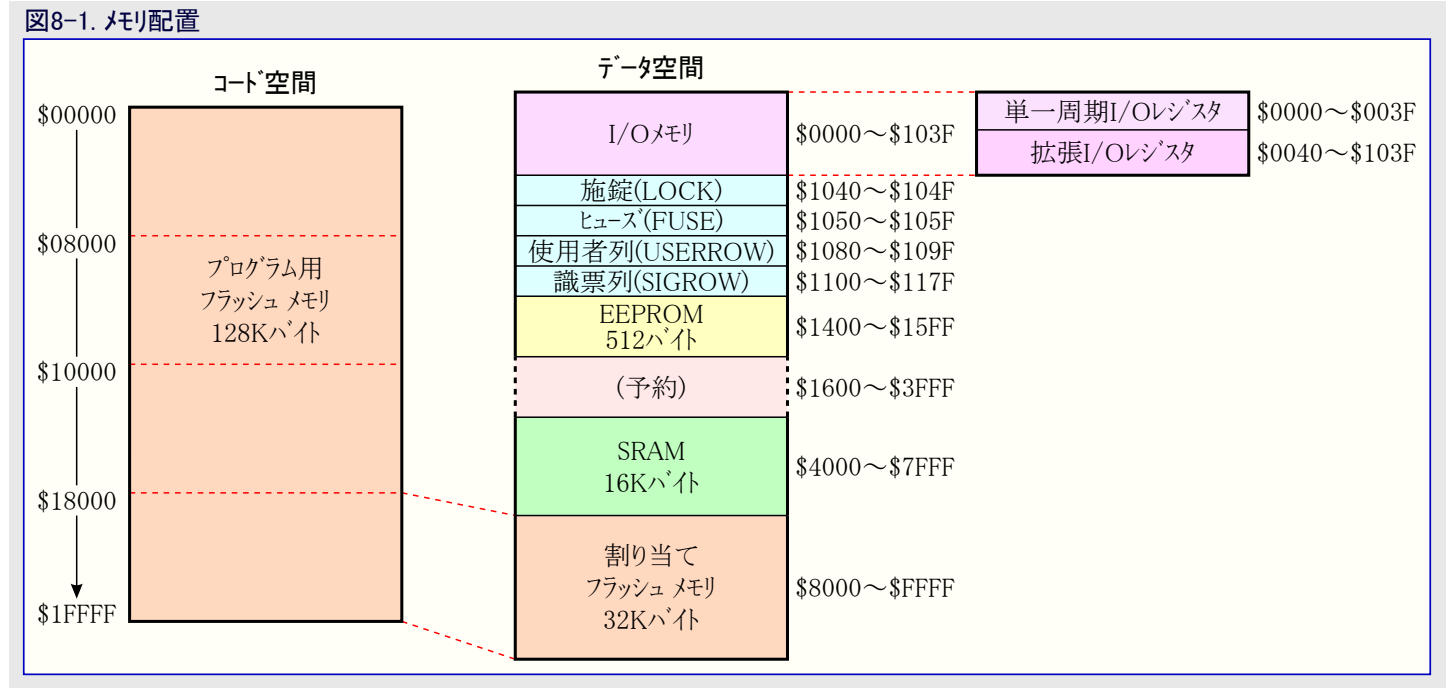 図8-1. ﾒﾓﾘ配置
コード空間
$00000
$08000
$10000
$18000
$1FFFF
プログラム用
フラッシュ メモリ
128Kバイト
データ空間
I/Oメモリ
$0000～$103F
施錠(LOCK)
$1040～$104F
ヒューズ(FUSE)
$1050～$105F
使用者列(USERROW)
$1080～$109F
識票列(SIGROW)
$1100～$117F
EEPROM
512バイト
$1400～$15FF
(予約)
$1600～$3FFF
SRAM
16Kバイト
$4000～$7FFF
割り当て
フラッシュ メモリ
32Kバイト
$8000～$FFFF
単一周期I/Oレジスタ
$0000～$003F
拡張I/Oレジスタ
$0040～$103F